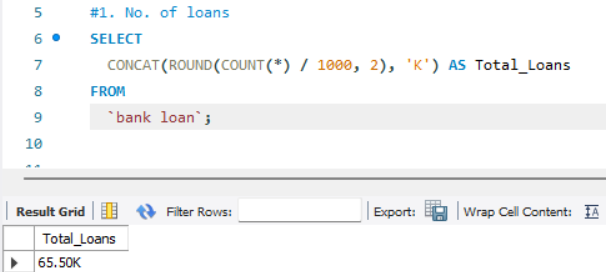 5 #1. No. of loans
6 SELECT
7 CONCAT(ROUND(COUNT(*) / 1000, 2), 'K') AS Total_Loans
8 FROM
9 `bank loan`;
10
Result Grid Filter Rows: Export: Wrap Cell Content: IA
Total_Loans
65.50K